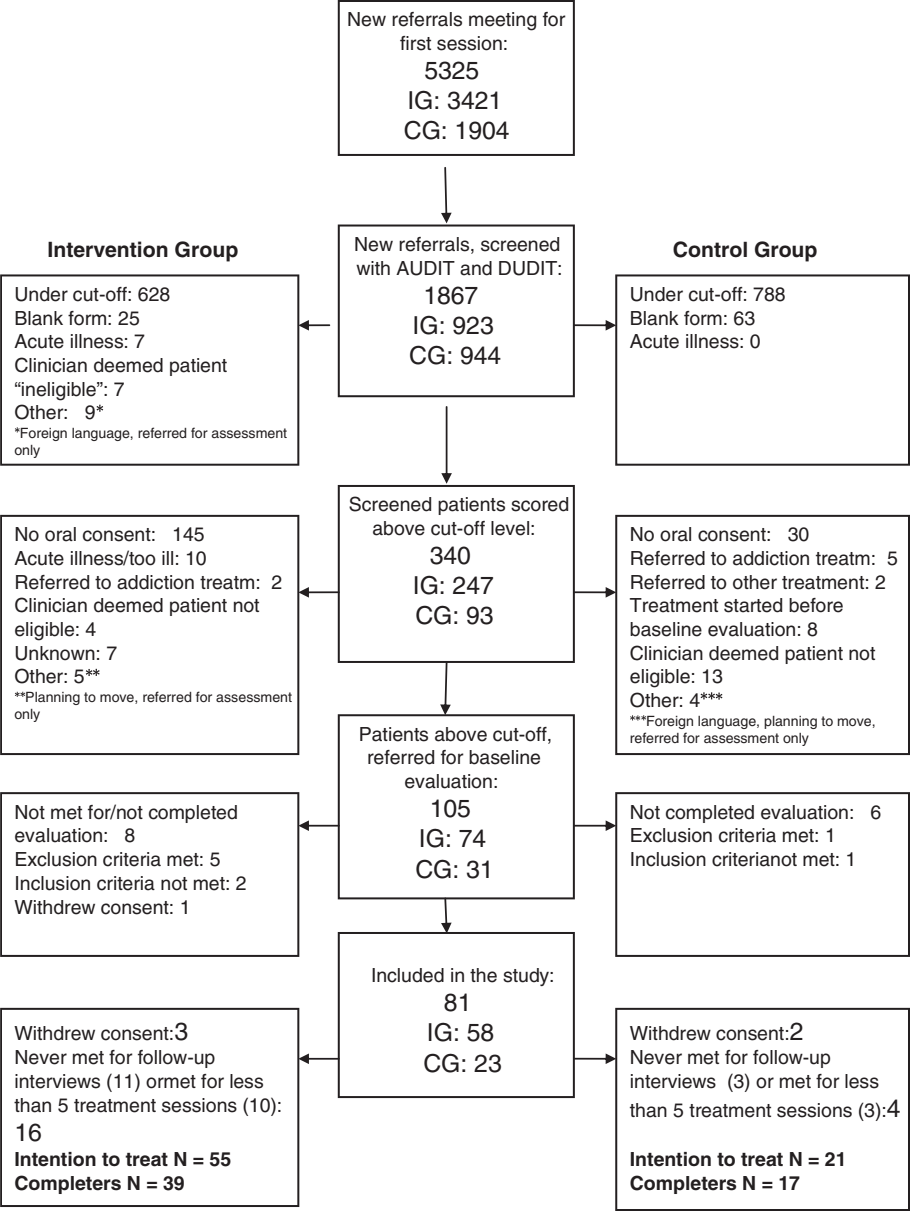 New referrals meeting for
first session:
5325
IG: 3421
CG: 1904
Intervention Group
New referrals, screened
with AUDIT and DUDIT:
1867
IG: 923
CG: 944
Control Group
Under cut-off: 628
Blank form: 25
Acute illness: 7
Clinician deemed patient
“ineligible”: 7
Other: 9*
*Foreign language, referred for assessment
only
Under cut-off: 788
Blank form: 63
Acute illness: 0
Screened patients scored
above cut-off level:
340
IG: 247
CG: 93
No oral consent: 145
Acute illness/too ill: 10
Referred to addiction treatm: 2
Clinician deemed patient not
eligible: 4
Unknown: 7
Other: 5**
**Planning to move, referred for assessment
only
No oral consent: 30
Referred to addiction treatm: 5
Referred to other treatment: 2
Treatment started before
baseline evaluation: 8
Clinician deemed patient not
eligible: 13
Other: 4***
***Foreign language, planning to move,
referred for assessment only
Patients above cut-off,
referred for baseline
evaluation:
105
IG: 74
CG: 31
Not met for/not completed
evaluation: 8
Exclusion criteria met: 5
Inclusion criteria not met: 2
Withdrew consent: 1
Not completed evaluation: 6
Exclusion criteria met: 1
Inclusion criterianot met: 1
Included in the study:
81
IG: 58
CG: 23
Withdrew consent:3
Never met for follow-up
interviews (11) ormet for less
than 5 treatment sessions (10):
16
Intention to treat N = 55
Completers N = 39
Withdrew consent:2
Never met for follow-up
interviews (3) or met for less
than 5 treatment sessions (3):4
Intention to treat N = 21
Completers N = 17